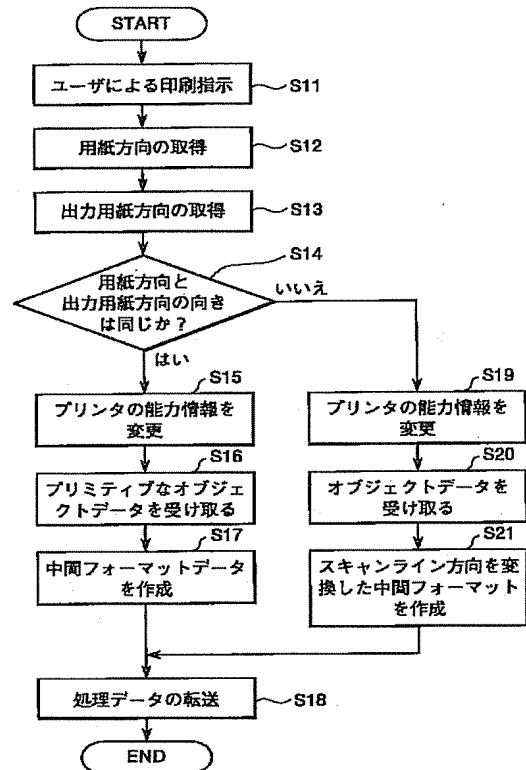 START
ユーザによる印刷指示
S11
用紙方向の取得
S12
出力用紙方向の取得
S13
S14
用紙方向と
出力用紙方向の向き
は同じか？
いいえ
はい
S15
プリンタの能力情報を
変更
S16
プリミティブなオブジェ
クトデータを受け取る
S17
中間フォーマットデータ
を作成
S19
プリンタの能力情報を
変更
S20
オブジェクトデータを
受け取る
S21
スキャンライン方向を変
換した中間フォーマット
を作成
処理データの転送
S18
END